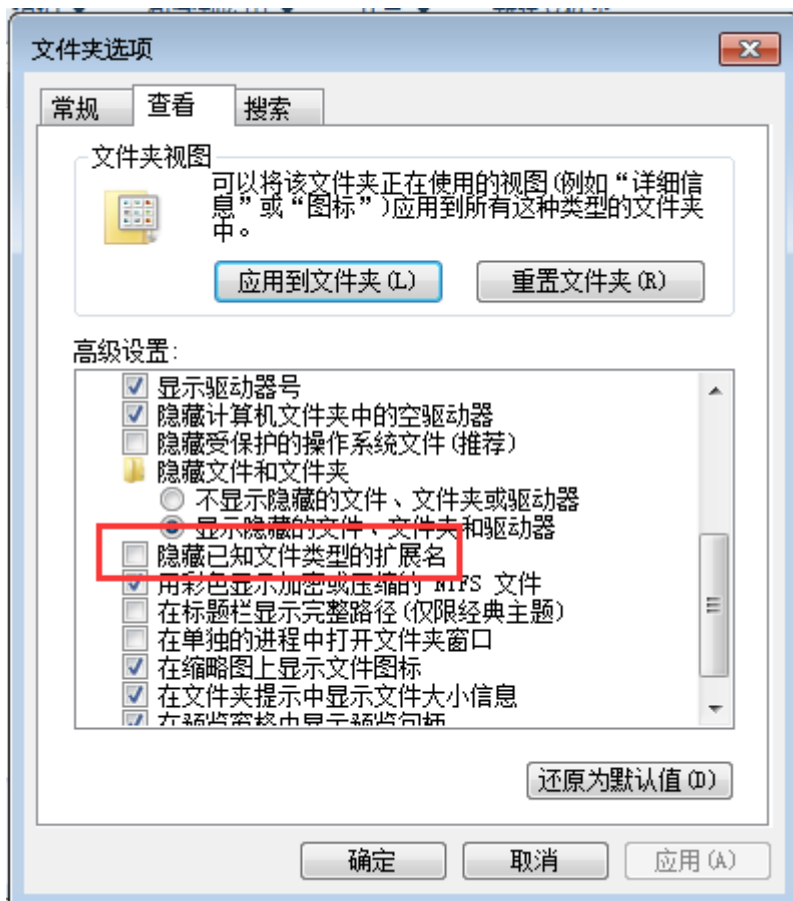 文件夹选项
常规 查看 搜索
文件夹视图
可以将该文件夹正在使用的视图(例如“详细信
息”或“图标”)应用到所有这种类型的文件夹
中。
应用到文件夹(L) 重置文件夹(R)
高级设置:
显示驱动器号
隐藏计算机文件夹中的空驱动器
隐藏受保护的操作系统文件(推荐)
隐藏文件和文件夹
不显示隐藏的文件、文件夹或驱动器
显示隐藏的文件、文件夹和驱动器
隐藏已知文件类型的扩展名
用彩色显示加密或压缩的 NTFS 文件
在标题栏显示完整路径(仅限经典主题)
在单独的进程中打开文件夹窗口
在缩略图上显示文件图标
在文件夹提示中显示文件大小信息
在预览窗格中显示预览句柄
还原为默认值(D)
确定 取消 应用(A)